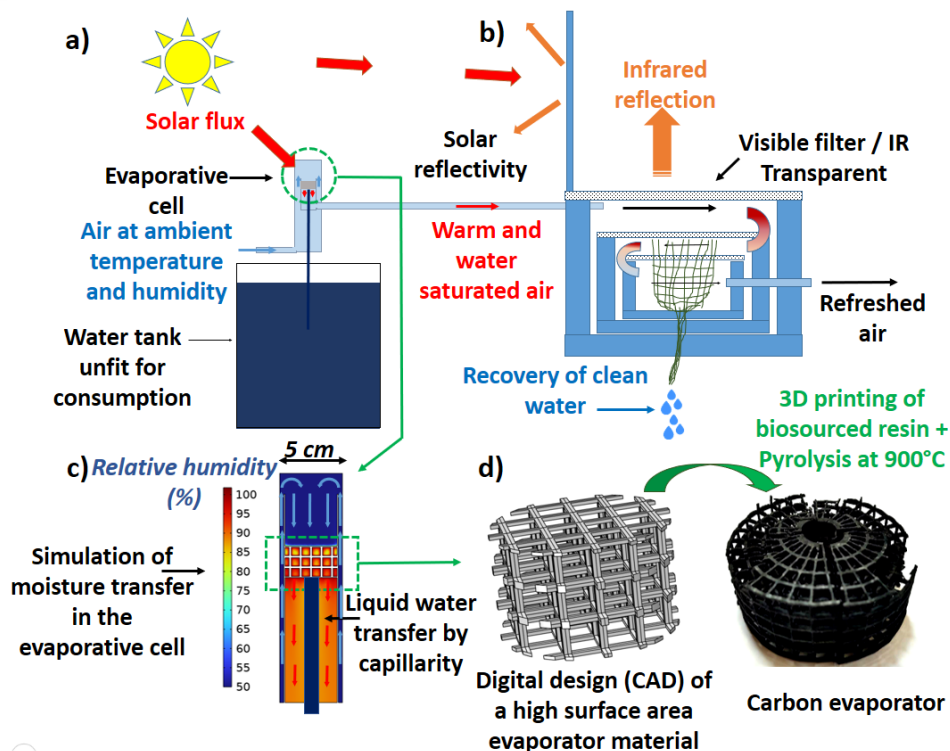 a)
Solar flux
Evaporative
cell
Air at ambient
temperature
and humidity
Water tank
unfit for
consumption
b)
Infrared
reflection
Solar
reflectivity
Visible filter / IR
Transparent
Warm and
water
saturated air
Refreshed
air
Recovery of clean
water
c)
Relative humidity
(%)
5 cm
100
95
90
85
80
75
70
65
60
55
50
Simulation of
moisture transfer
in the
evaporative cell
Liquid water
transfer by
capillarity
d)
3D printing of
biosourced resin +
Pyrolysis at 900°C
Digital design (CAD) of
a high surface area
evaporator material
Carbon evaporator